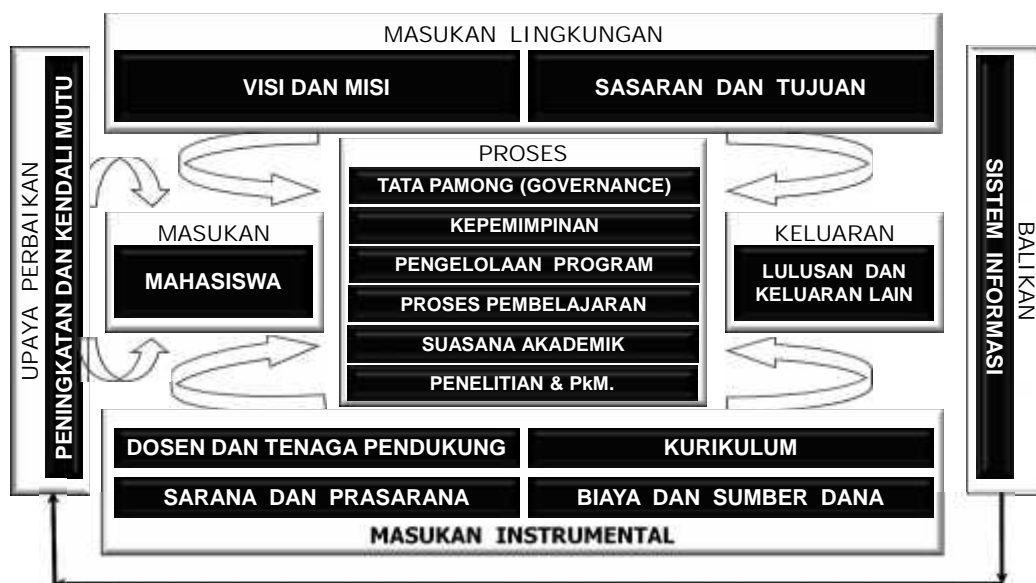 MASUKAN LINGKUNGAN
VISI DAN MISI
SASARAN DAN TUJUAN
UPAYA PERBAIKAN
PENINGKATAN DAN KENDALI MUTU
MASUKAN
MAHASISWA
PROSES
TATA PAMONG (GOVERNANCE)
KEPEMIMPINAN
PENGELOLAAN PROGRAM
PROSES PEMBELAJARAN
SUASANA AKADEMIK
PENELITIAN & PkM.
KELUARAN
LULUSAN DAN
KELUARAN LAIN
SISTEM INFORMASI
BALIKAN
DOSEN DAN TENAGA PENDUKUNG
KURIKULUM
SARANA DAN PRASARANA
BIAYA DAN SUMBER DANA
MASUKAN INSTRUMENTAL